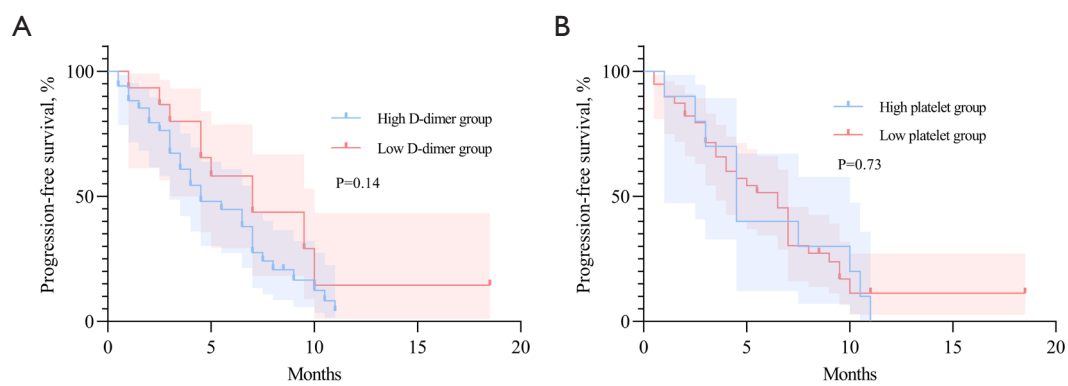 A
Progression-free survival, %
100
50
0
0
5
10
15
20
Months
High D-dimer group
Low D-dimer group
P=0.14
B
Progression-free survival, %
100
50
0
0
5
10
15
20
Months
High platelet group
Low platelet group
P=0.73